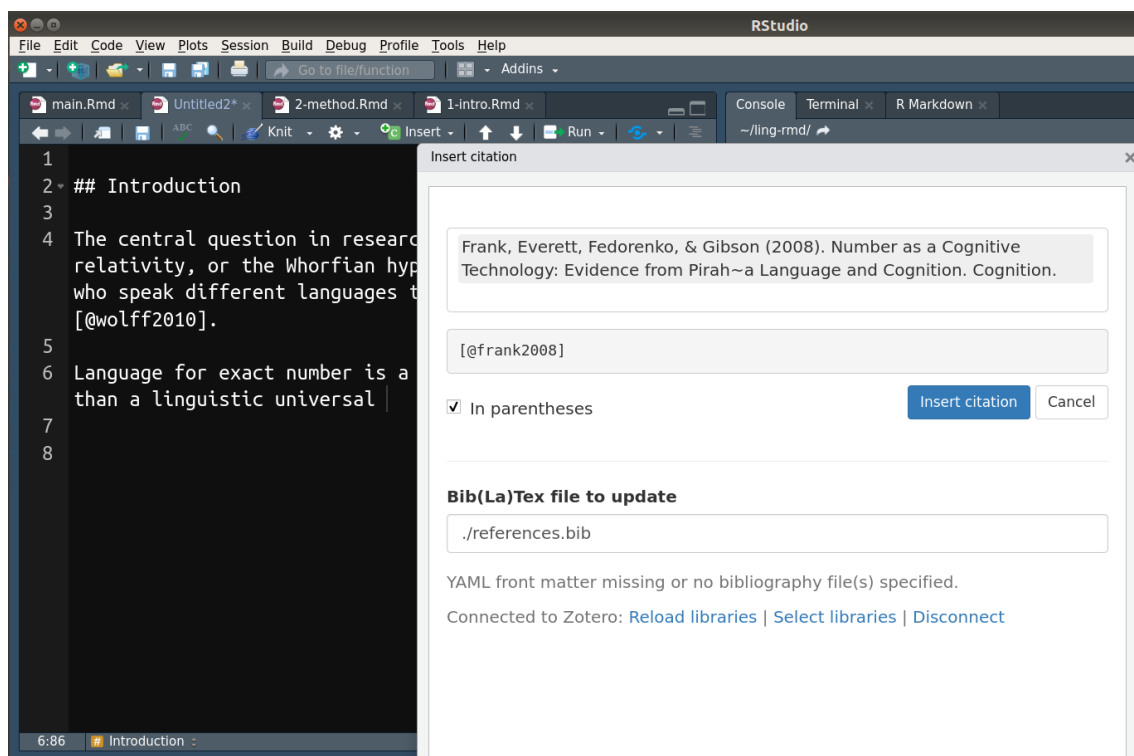 RStudio
File Edit Code View Plots Session Build Debug Profile Tools Help
Go to file/function Addins
main.Rmd Untitled2* 2-method.Rmd 1-intro.Rmd
Console Terminal R Markdown
ABC Knit Insert Run
~/ling-rmd/
Insert citation
1
2 ## Introduction
3
4 The central question in researc
relativity, or the Whorfian hyp
who speak different languages t
[@wolff2010].
5
6 Language for exact number is a
than a linguistic universal
7
8
Frank, Everett, Fedorenko, & Gibson (2008). Number as a Cognitive
Technology: Evidence from Pirah~a Language and Cognition. Cognition.
[@frank2008]
In parentheses
Insert citation Cancel
Bib(La)Tex file to update
./references.bib
YAML front matter missing or no bibliography file(s) specified.
Connected to Zotero: Reload libraries | Select libraries | Disconnect
6:86 # Introduction